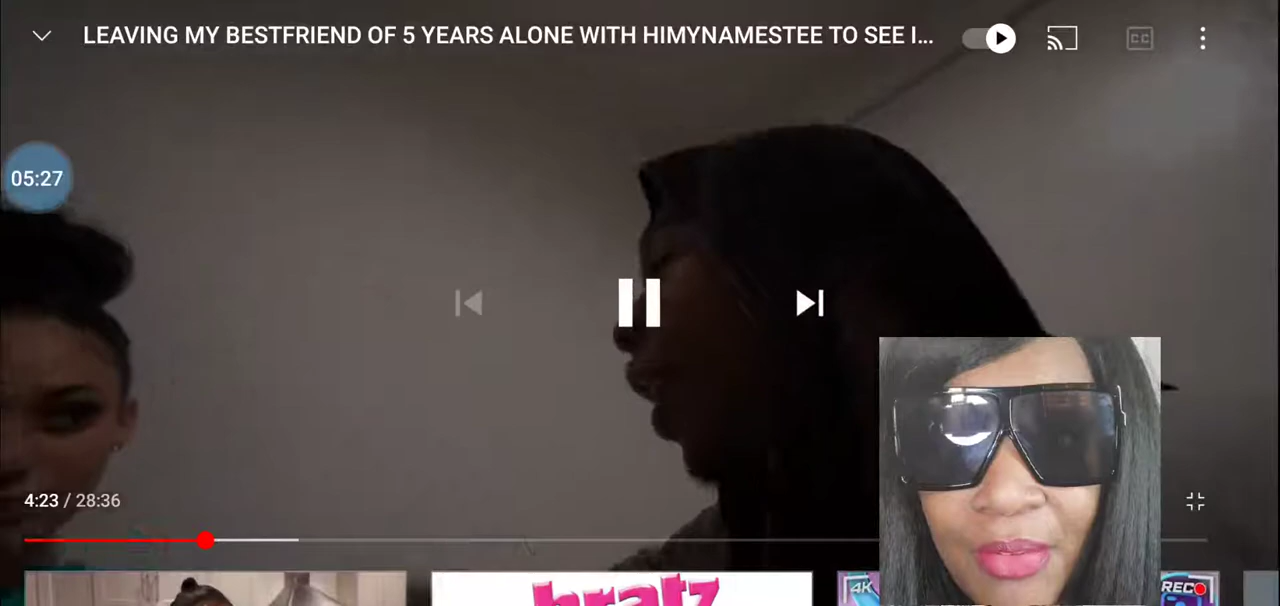 LEAVING MY BESTFRIEND OF 5 YEARS ALONE WITH HIMYNAMESTEE TO SEE I...
CC
05:27
4:23 / 28:36
bratz
4K
REC